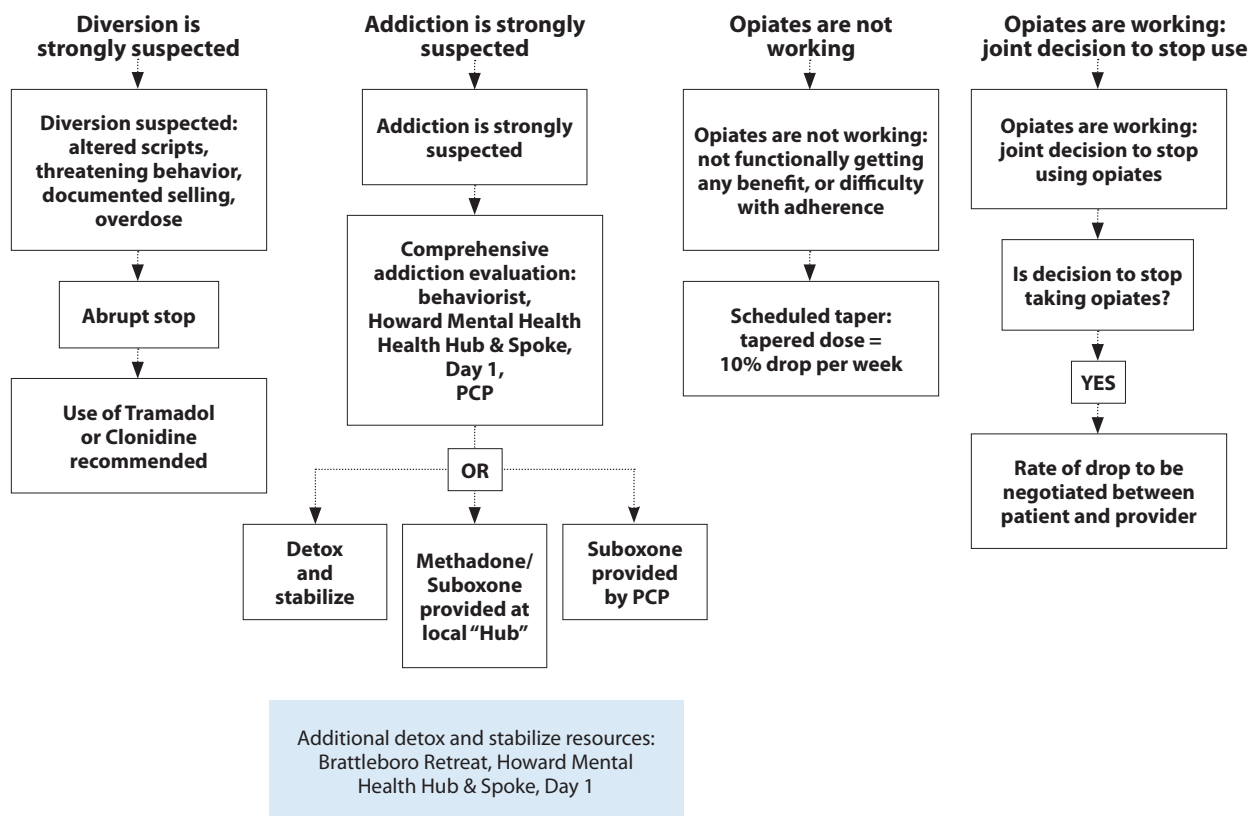 Diversion is
strongly suspected
Diversion suspected:
altered scripts,
threatening behavior,
documented selling,
overdose
Abrupt stop
Use of Tramadol
or Clonidine
recommended
Addiction is strongly
suspected
Addiction is strongly
suspected
Comprehensive
addiction evaluation:
behaviorist,
Howard Mental Health
Health Hub & Spoke,
Day 1,
PCP
OR
Detox
and
stabilize
Methadone/
Suboxone
provided at
local “Hub”
Suboxone
provided
by PCP
Opiates are not
working
Opiates are not working:
not functionally getting
any benefit, or difficulty
with adherence
Scheduled taper:
tapered dose =
10% drop per week
Opiates are working:
joint decision to stop use
Opiates are working:
joint decision to stop
using opiates
Is decision to stop
taking opiates?
YES
Rate of drop to be
negotiated between
patient and provider
Additional detox and stabilize resources:
Brattleboro Retreat, Howard Mental
Health Hub & Spoke, Day 1